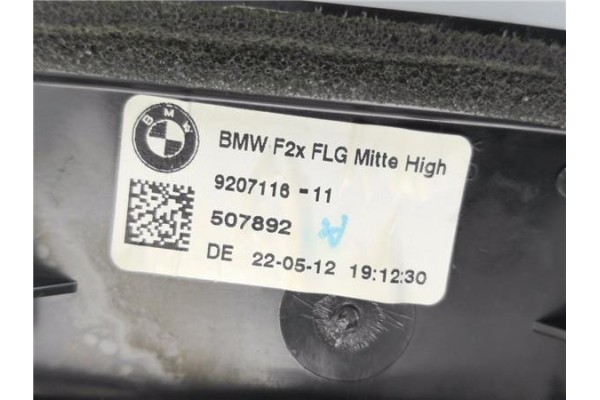 BMW
BMW F2x FLG Mitte High
9207116-11
507892
DE 22-05-12 19:12:30